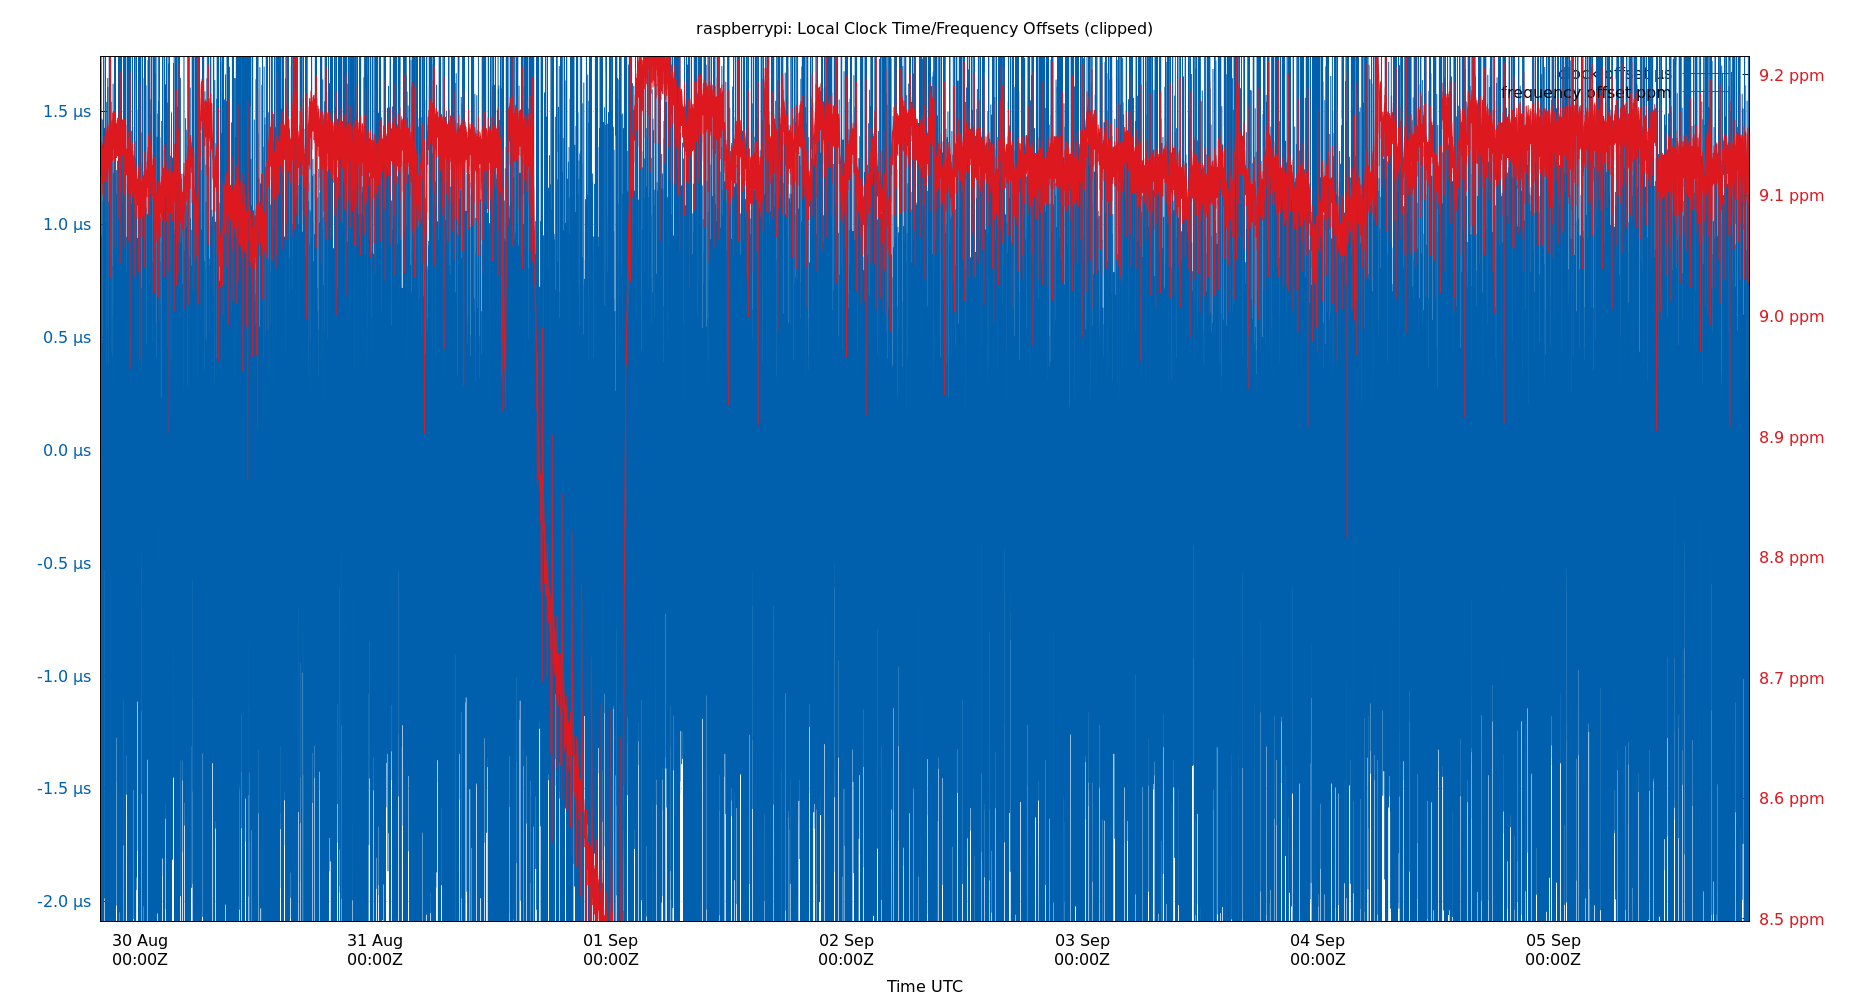 raspberrypi: Local Clock Time/Frequency Offsets (clipped)
clock offset µs
frequency offset ppm
1.5 µs
1.0 µs
0.5 µs
0.0 µs
-0.5 µs
-1.0 µs
-1.5 µs
-2.0 µs
9.2 ppm
9.1 ppm
9.0 ppm
8.9 ppm
8.8 ppm
8.7 ppm
8.6 ppm
8.5 ppm
30 Aug
00:00Z
31 Aug
00:00Z
01 Sep
00:00Z
02 Sep
00:00Z
03 Sep
00:00Z
04 Sep
00:00Z
05 Sep
00:00Z
Time UTC